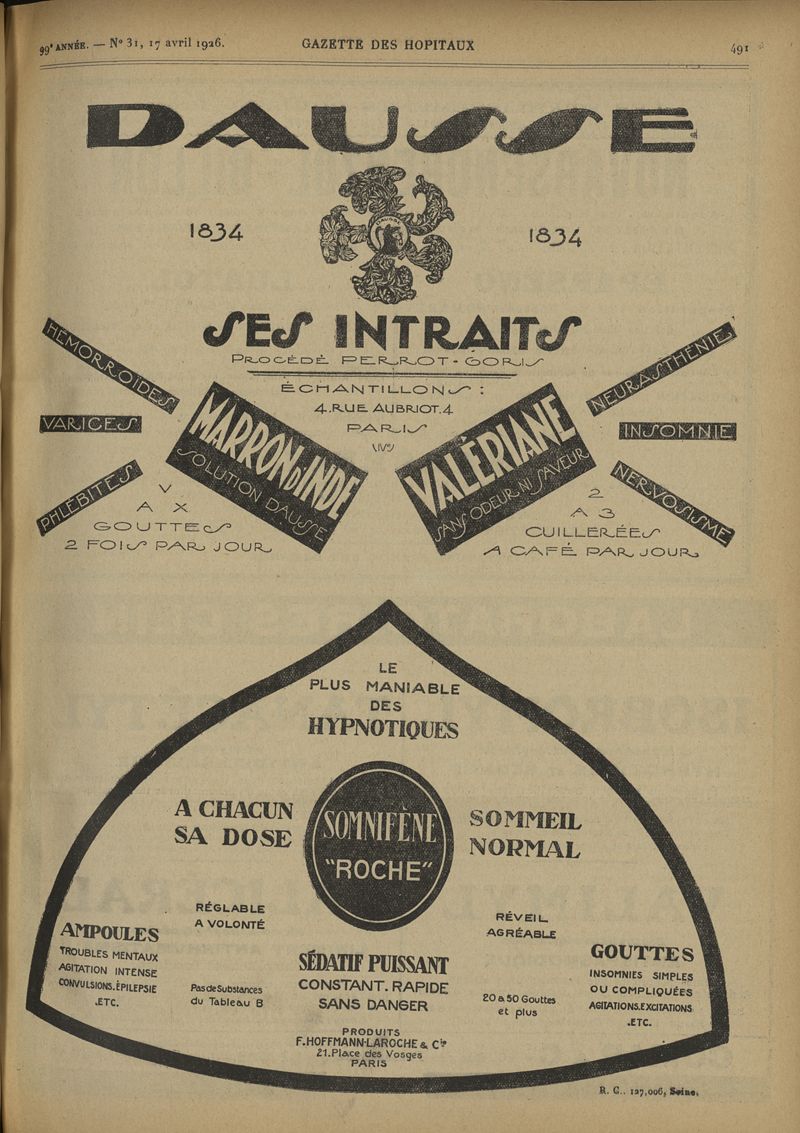 99e ANNÉE. — N° 31, 17 avril 1926. GAZETTE DES HOPITAUX 491
DAUSSE
1834 1834
SES INTRAITS
PROCÉDÉ PERROT-GORIS
ÉCHANTILLONS :
4.RUE AUBRIOT.4
PARIS
IVe
HÉMORROIDES
VARICES
PHLÉBITES
MARRON D'INDE
SOLUTION DAUSSE
V
A X
GOUTTES
2 FOIS PAR JOUR
VALÉRIANE
SANS ODEUR NI SAVEUR
NEURASTHÉNIE
INSOMNIE
NERVOSISME
2
A 3
CUILLERÉES
A CAFÉ PAR JOUR
LE
PLUS MANIABLE
DES
HYPNOTIQUES
A CHACUN
SA DOSE
SOMNIFÈNE
"ROCHE"
SOMMEIL
NORMAL
RÉGLABLE
A VOLONTÉ
RÉVEIL
AGRÉABLE
AMPOULES
TROUBLES MENTAUX
AGITATION INTENSE
CONVULSIONS.ÉPILEPSIE
.ETC.
Pas de Substances
du Tableau B
SÉDATIF PUISSANT
CONSTANT. RAPIDE
SANS DANGER
20 à 50 Gouttes
et plus
GOUTTES
INSOMNIES SIMPLES
OU COMPLIQUÉES
AGITATIONS.EXCITATIONS
.ETC.
PRODUITS
F.HOFFMANN-LAROCHE & Cie
21.Place des Vosges
PARIS
R. C.. 127,006, Seine.